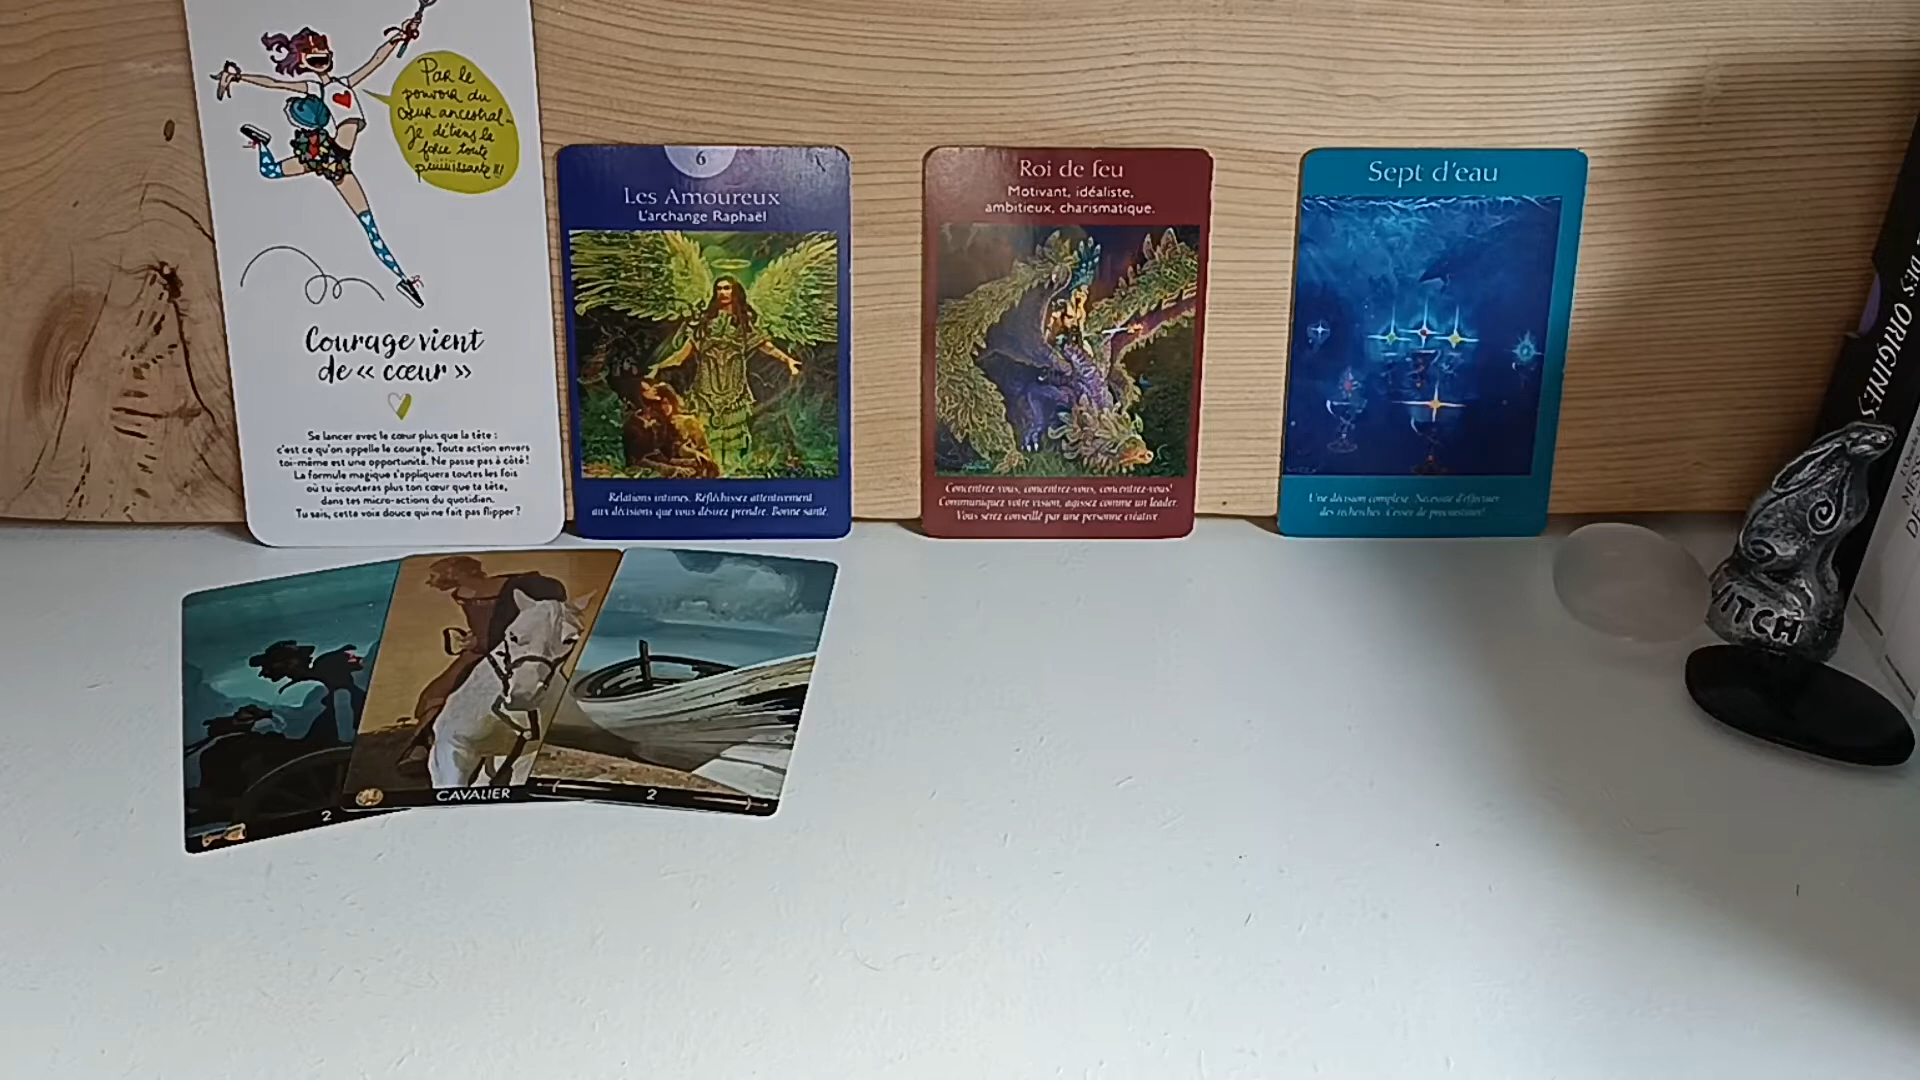 Par le
pouvoir du
cœur ancestral...
je détiens la
force toute
puuuissante !!!
Courage vient
de « cœur »
Se lancer avec le cœur plus que la tête :
c'est ce qu'on appelle le courage. Toute action envers
toi-même est une opportunité. Ne passe pas à côté !
La formule magique s'appliquera toutes les fois
où tu écouteras plus ton cœur que ta tête,
dans tes micro-actions du quotidien.
Tu sais, cette voix douce qui ne fait pas flipper ?
6
Les Amoureux
L'archange Raphaël
Relations intimes. Réfléchissez attentivement
aux décisions que vous désirez prendre. Bonne santé.
Roi de feu
Motivant, idéaliste,
ambitieux, charismatique.
Concentrez-vous, concentrez-vous, concentrez-vous!
Communiquez votre vision, agissez comme un leader.
Vous serez conseillé par une personne créative.
Sept d'eau
Une décision complexe. Nécessité d'effectuer
des recherches. Cessez de procrastiner!
2
CAVALIER
2
DES ORIGINES
WITCH